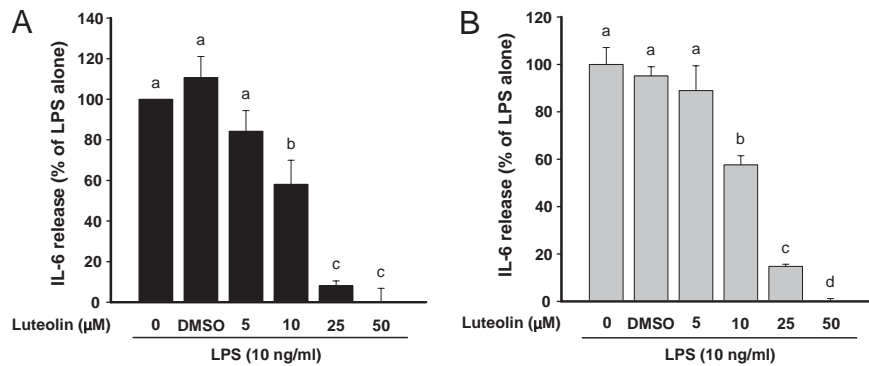 A
IL-6 release (% of LPS alone)
140
120
100
80
60
40
20
0
a
a
a
b
c
c
Luteolin (µM)
0 DMSO 5 10 25 50
LPS (10 ng/ml)
B
IL-6 release (% of LPS alone)
120
100
80
60
40
20
0
a
a
a
b
c
d
Luteolin (µM)
0 DMSO 5 10 25 50
LPS (10 ng/ml)